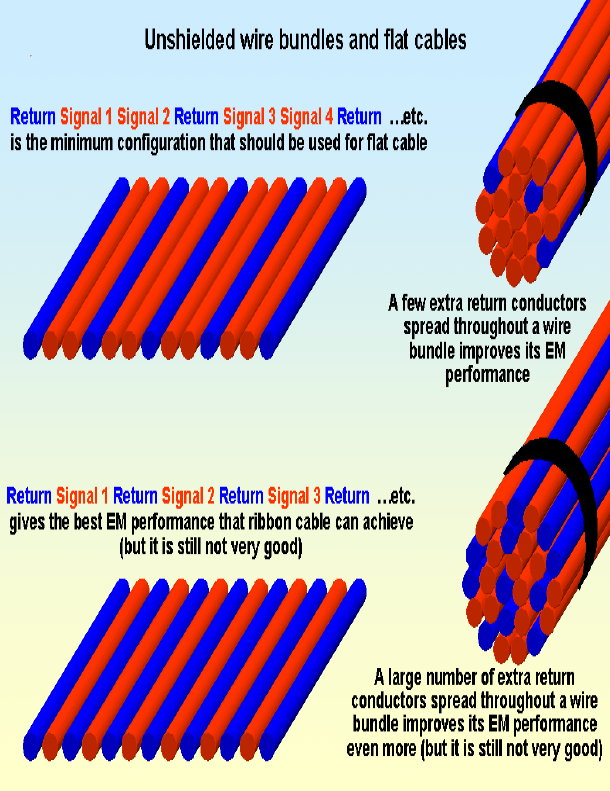 Unshielded wire bundles and flat cables
Return Signal 1 Signal 2 Return Signal 3 Signal 4 Return …etc.
is the minimum configuration that should be used for flat cable
A few extra return conductors
spread throughout a wire
bundle improves its EM
performance
Return Signal 1 Return Signal 2 Return Signal 3 Return …etc.
gives the best EM performance that ribbon cable can achieve
(but it is still not very good)
A large number of extra return
conductors spread throughout a wire
bundle improves its EM performance
even more (but it is still not very good)